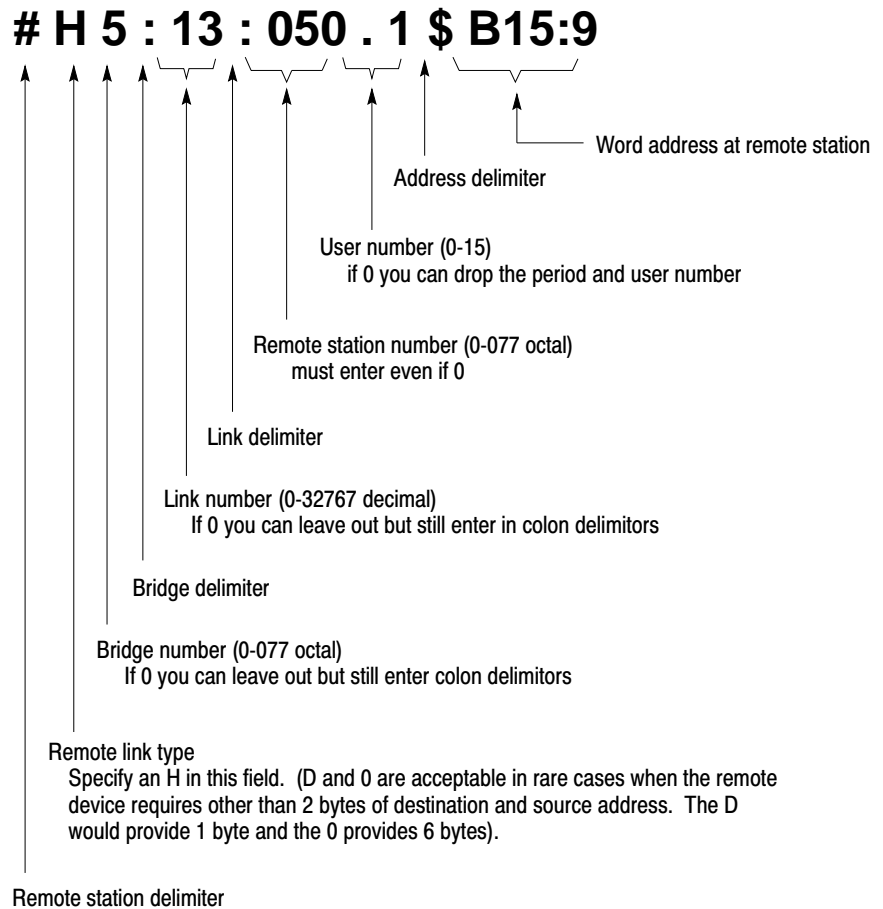 # H 5 : 13 : 050 . 1 $ B15:9
Word address at remote station
Address delimiter
User number (0-15)
if 0 you can drop the period and user number
Remote station number (0-077 octal)
must enter even if 0
Link delimiter
Link number (0-32767 decimal)
If 0 you can leave out but still enter in colon delimitors
Bridge delimiter
Bridge number (0-077 octal)
If 0 you can leave out but still enter colon delimitors
Remote link type
Specify an H in this field.  (D and 0 are acceptable in rare cases when the remote
device requires other than 2 bytes of destination and source address.  The D
would provide 1 byte and the 0 provides 6 bytes).
Remote station delimiter